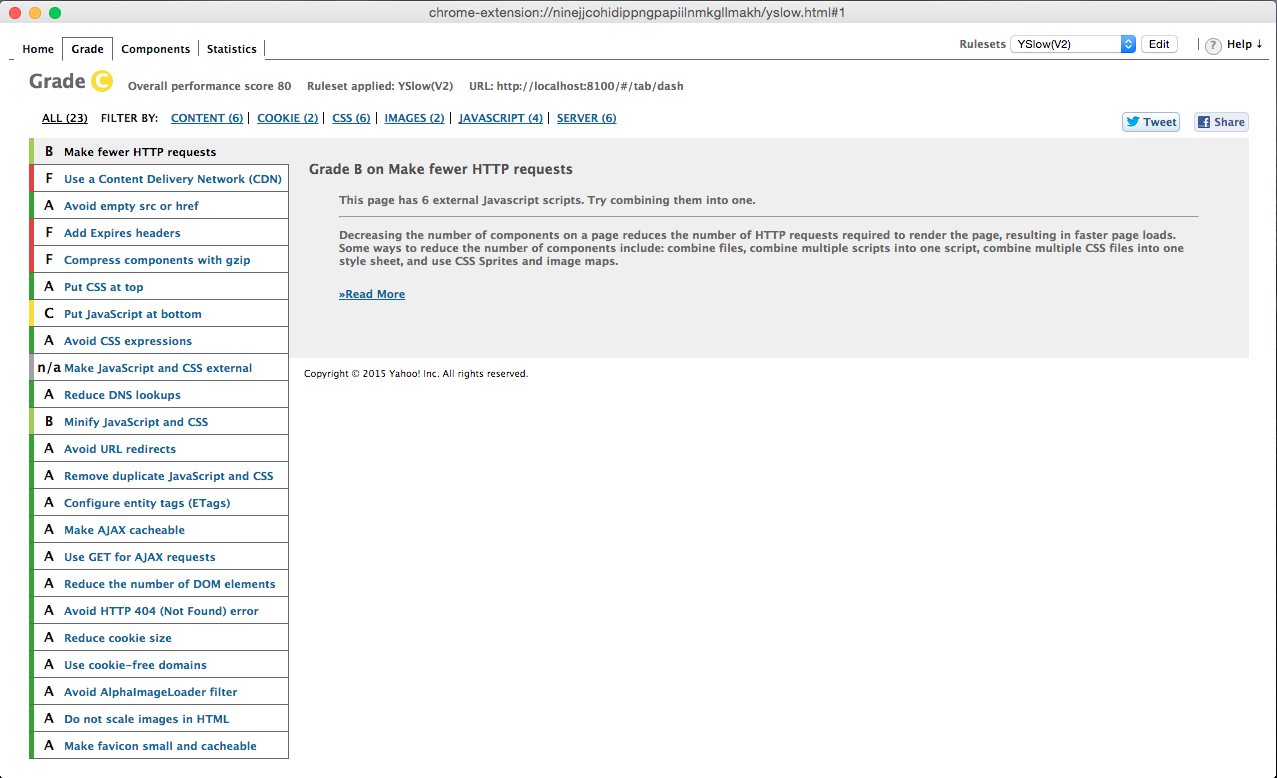 chrome-extension://ninejjcohidippngpapiilnmkgllmakh/yslow.html#1
Home Grade Components Statistics
Rulesets YSlow(V2) Edit ? Help ↓
Grade C Overall performance score 80 Ruleset applied: YSlow(V2) URL: http://localhost:8100/#/tab/dash
ALL (23) FILTER BY: CONTENT (6) | COOKIE (2) | CSS (6) | IMAGES (2) | JAVASCRIPT (4) | SERVER (6)
Tweet Share
B Make fewer HTTP requests
F Use a Content Delivery Network (CDN)
A Avoid empty src or href
F Add Expires headers
F Compress components with gzip
A Put CSS at top
C Put JavaScript at bottom
A Avoid CSS expressions
n/a Make JavaScript and CSS external
A Reduce DNS lookups
B Minify JavaScript and CSS
A Avoid URL redirects
A Remove duplicate JavaScript and CSS
A Configure entity tags (ETags)
A Make AJAX cacheable
A Use GET for AJAX requests
A Reduce the number of DOM elements
A Avoid HTTP 404 (Not Found) error
A Reduce cookie size
A Use cookie-free domains
A Avoid AlphaImageLoader filter
A Do not scale images in HTML
A Make favicon small and cacheable
Grade B on Make fewer HTTP requests
This page has 6 external Javascript scripts. Try combining them into one.
Decreasing the number of components on a page reduces the number of HTTP requests required to render the page, resulting in faster page loads.
Some ways to reduce the number of components include: combine files, combine multiple scripts into one script, combine multiple CSS files into one
style sheet, and use CSS Sprites and image maps.
»Read More
Copyright © 2015 Yahoo! Inc. All rights reserved.